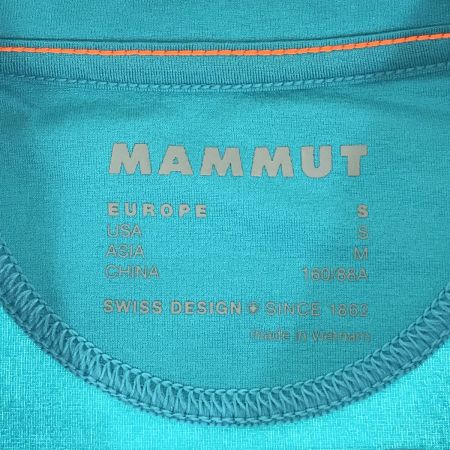 MAMMUT
EUROPE S
USA S
ASIA M
CHINA 160/88A
SWISS DESIGN SINCE 1862
made in Vietnam